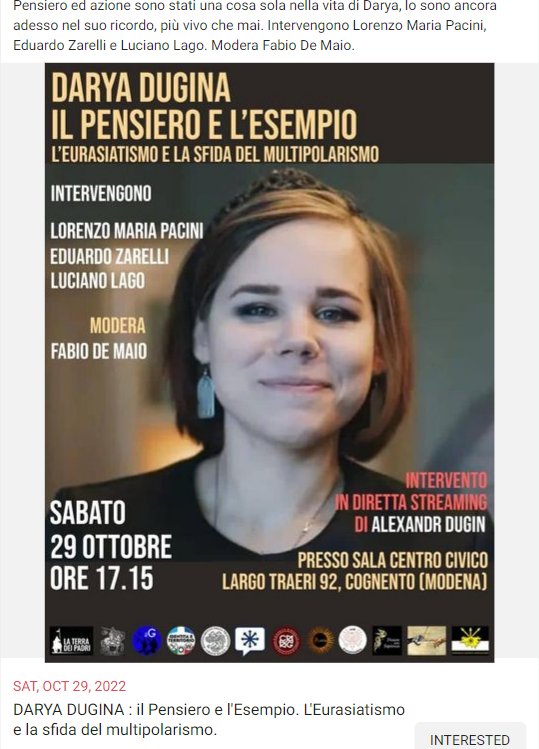 Pensiero ed azione sono stati una cosa sola nella vita di Darya, lo sono ancora
adesso nel suo ricordo, più vivo che mai. Intervengono Lorenzo Maria Pacini,
Eduardo Zarelli e Luciano Lago. Modera Fabio De Maio.
DARYA DUGINA
IL PENSIERO E L'ESEMPIO
L'EURASIATISMO E LA SFIDA DEL MULTIPOLARISMO
INTERVENGONO
LORENZO MARIA PACINI
EDUARDO ZARELLI
LUCIANO LAGO
MODERA
FABIO DE MAIO
INTERVENTO
IN DIRETTA STREAMING
DI ALEXANDR DUGIN
SABATO
29 OTTOBRE
ORE 17.15
PRESSO SALA CENTRO CIVICO
LARGO TRAERI 92, COGNENTO (MODENA)
LA TERRA
DEI PADRI
IDENTITÀ E
TERRITORIO
SAT, OCT 29, 2022
DARYA DUGINA : il Pensiero e l'Esempio. L'Eurasiatismo
e la sfida del multipolarismo.
INTERESTED